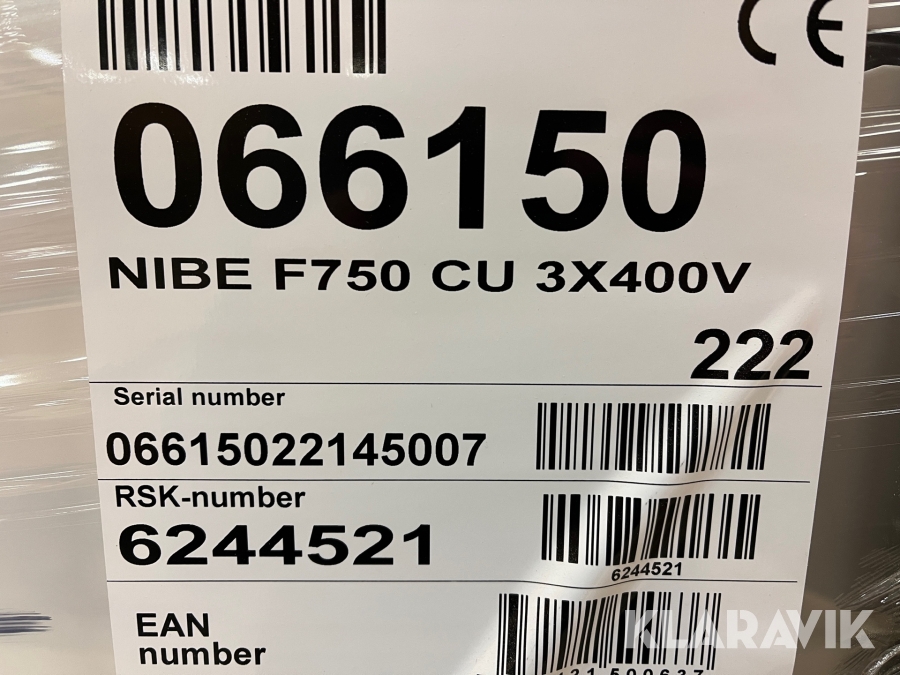 CE
066150
NIBE F750 CU 3X400V
222
Serial number
06615022145007
RSK-number
6244521
6244521
EAN
number
KLARAVIK